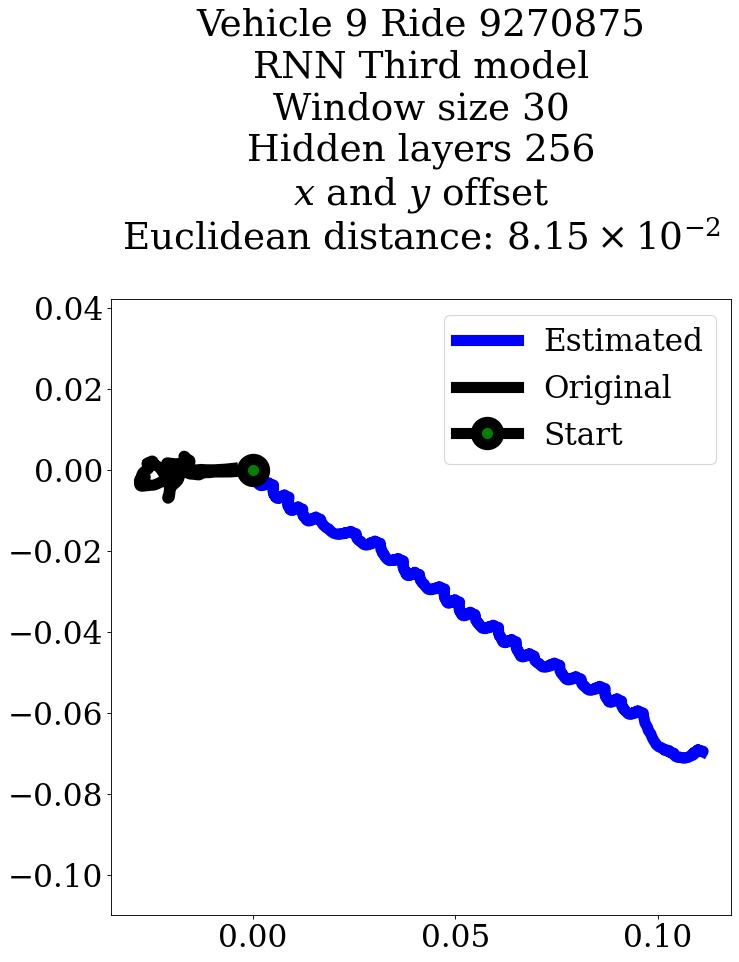 Vehicle 9 Ride 9270875
RNN Third model
Window size 30
Hidden layers 256
x and y offset
Euclidean distance: 8.15 × 10⁻²
Estimated
Original
Start
0.04
0.02
0.00
−0.02
−0.04
−0.06
−0.08
−0.10
0.00 0.05 0.10